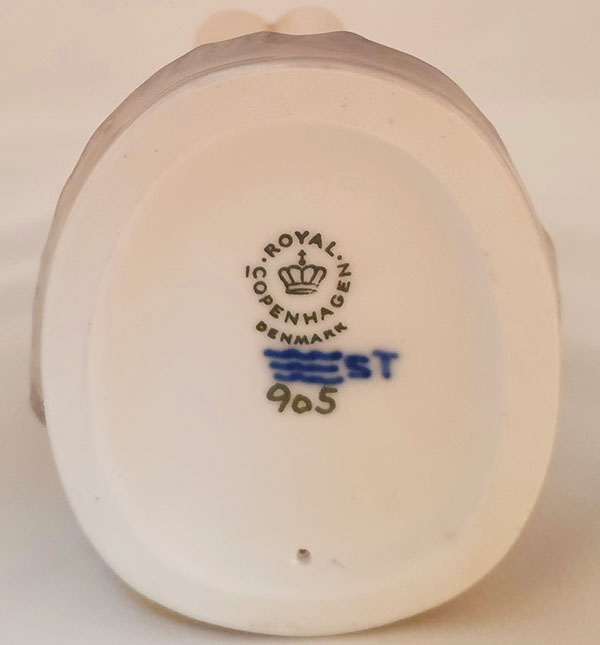 ROYAL.
COPENHAGEN
DENMARK
ST
905